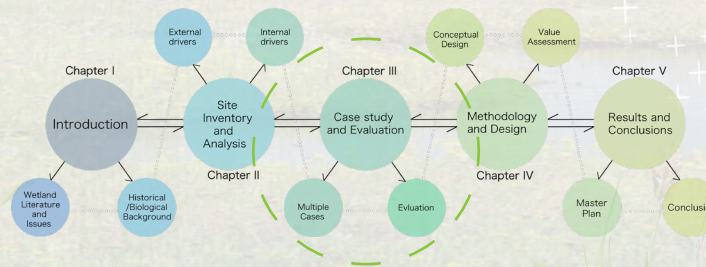 External
drivers
Internal
drivers
Conceptual
Design
Value
Assessment
Chapter I
Chapter III
Chapter V
Introduction
Site
Inventory
and
Analysis
Case study
and Evaluation
Methodology
and Design
Results and
Conclusions
Chapter II
Chapter IV
Wetland
Literature
and
Issues
Historical
/Biological
Background
Multiple
Cases
Evluation
Master
Plan
Conclusi